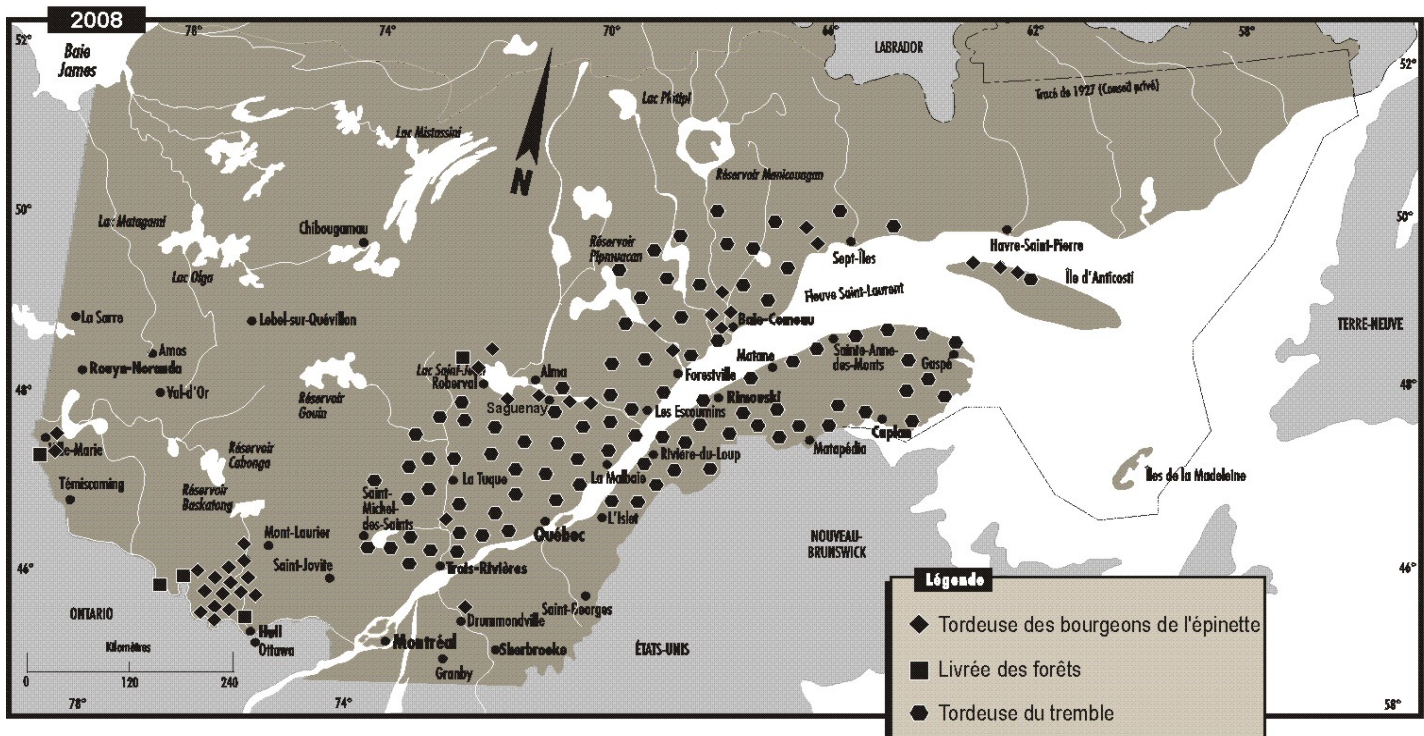 2008
78°
74°
70°
66°
62°
58°
52°
Baie
James
LABRADOR
52°
Tracé de 1927 (Conseil privé)
Lac Mistassini
N
Réservoir Manicouagan
50°
50°
Lac Matagami
Chibougamau
Lac Olga
Sept-Îles
Havre-Saint-Pierre
Île d'Anticosti
Fleuve Saint-Laurent
La Sarre
Lebel-sur-Quévillon
Baie-Comeau
TERRE-NEUVE
Amos
Rouyn-Noranda
Val-d'Or
48°
Réservoir
Gouin
Roberval
Alma
Saguenay
Forestville
Matane
Sainte-Anne-
des-Monts
Gaspé
48°
Les Escoumins
Rimouski
Caplan
Matapédia
Réservoir
Cabonga
Témiscaming
Réservoir
Baskatong
La Tuque
La Malbaie
Rivière-du-Loup
Îles de la Madeleine
Saint-
Michel-
des-Saints
Mont-Laurier
Québec
L'Islet
NOUVEAU-
BRUNSWICK
46°
Saint-Jovite
Trois-Rivières
46°
ONTARIO
Hull
Ottawa
Kilomètres
0
120
240
Montréal
Drummondville
Saint-Georges
Sherbrooke
Granby
ÉTATS-UNIS
78°
74°
58°
Légende
Tordeuse des bourgeons de l'épinette
Livrée des forêts
Tordeuse du tremble